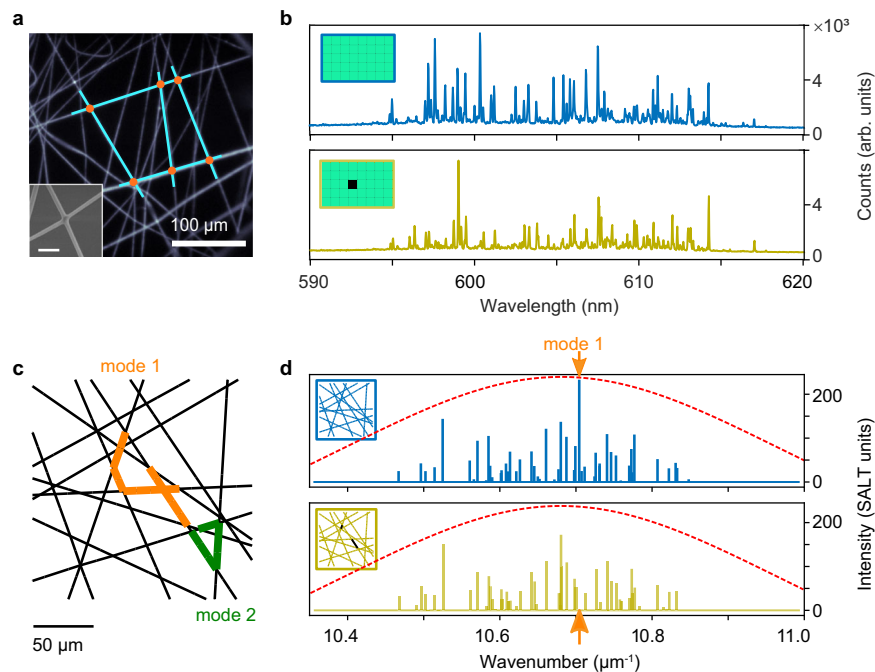 a
100 µm
b
×10³
4
0
4
0
590
600
610
620
Wavelength (nm)
Counts (arb. units)
c
mode 1
mode 2
50 µm
d
mode 1
200
0
200
0
10.4
10.6
10.8
11.0
Wavenumber (µm⁻¹)
Intensity (SALT units)